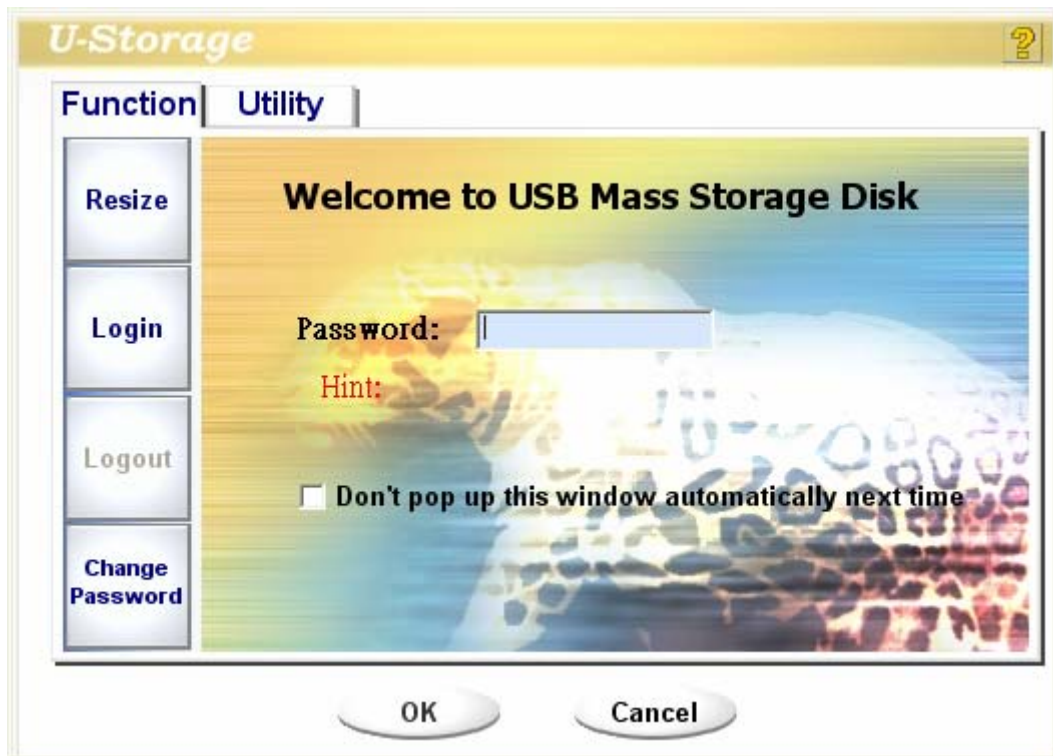 U-Storage
?
Function
Utility
Resize
Login
Logout
Change
Password
Welcome to USB Mass Storage Disk
Password:
Hint:
Don't pop up this window automatically next time
OK
Cancel